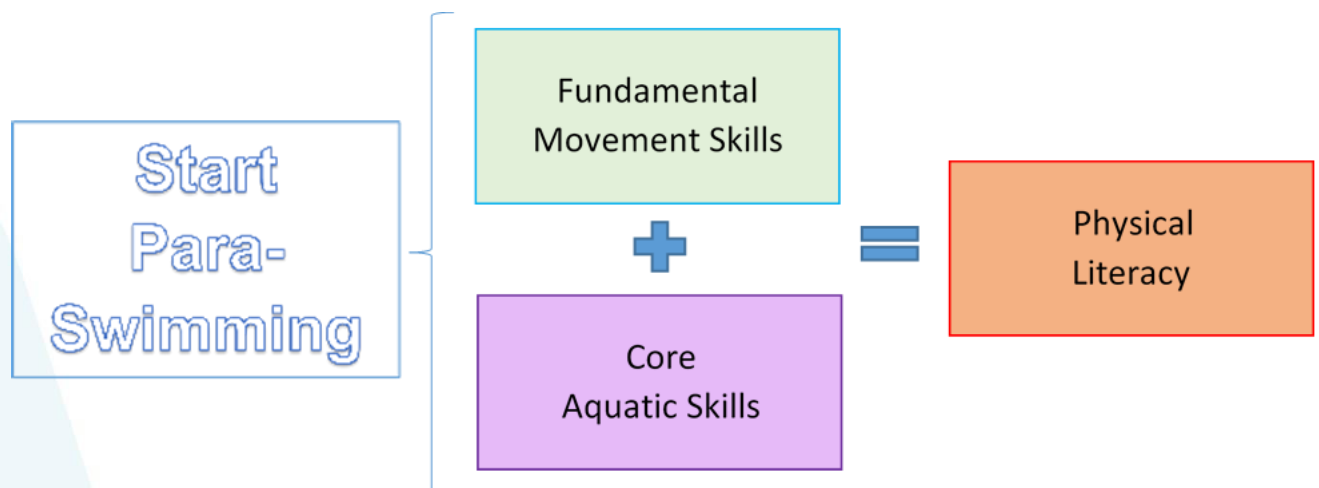 Start
Para-
Swimming
Fundamental
Movement Skills
Core
Aquatic Skills
Physical
Literacy